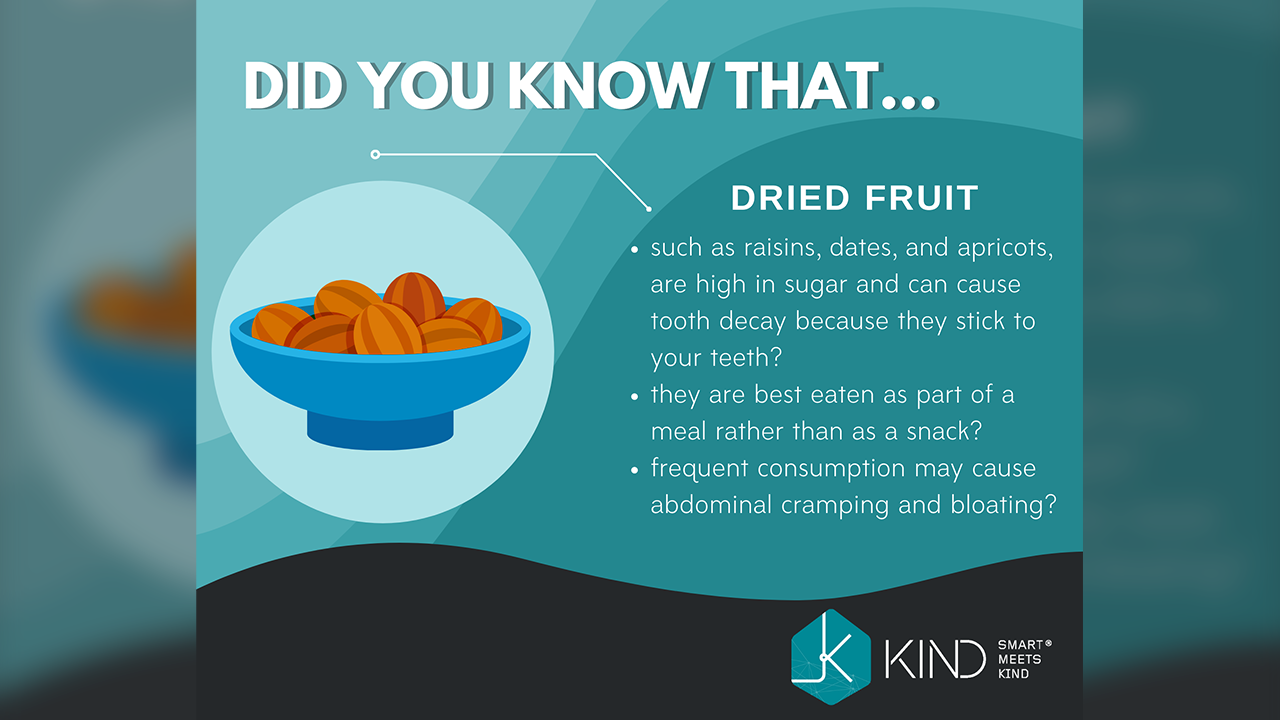 DID YOU KNOW THAT...
DRIED FRUIT
• such as raisins, dates, and apricots,
are high in sugar and can cause
tooth decay because they stick to
your teeth?
• they are best eaten as part of a
meal rather than as a snack?
• frequent consumption may cause
abdominal cramping and bloating?
KIND
SMART®
MEETS
KIND